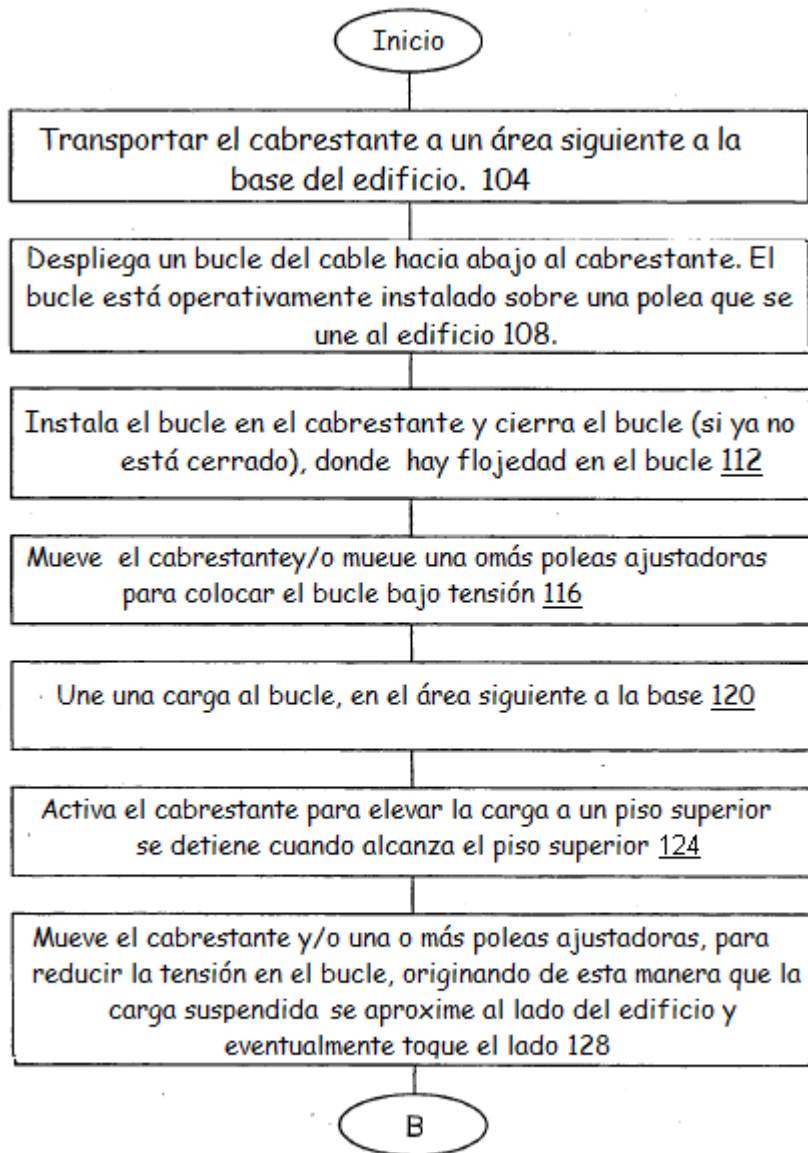 Inicio
Transportar el cabrestante a un área siguiente a la
base del edificio. 104
Despliega un bucle del cable hacia abajo al cabrestante. El
bucle está operativamente instalado sobre una polea que se
une al edificio 108.
Instala el bucle en el cabrestante y cierra el bucle (si ya no
está cerrado), donde hay flojedad en el bucle 112
Mueve el cabrestantey/o mueue una omás poleas ajustadoras
para colocar el bucle bajo tensión 116
Une una carga al bucle, en el área siguiente a la base 120
Activa el cabrestante para elevar la carga a un piso superior
se detiene cuando alcanza el piso superior 124
Mueve el cabrestante y/o una o más poleas ajustadoras, para
reducir la tensión en el bucle, originando de esta manera que la
carga suspendida se aproxime al lado del edificio y
eventualmente toque el lado 128
B